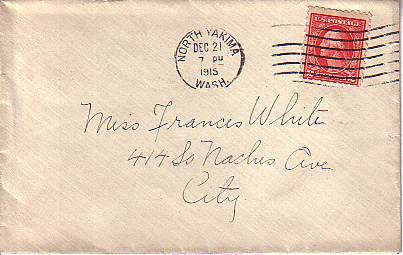 NORTH YAKIMA
DEC 21
7 PM
1915
WASH.
U.S. POSTAGE
Miss Frances White
414 So Naches Ave
City.